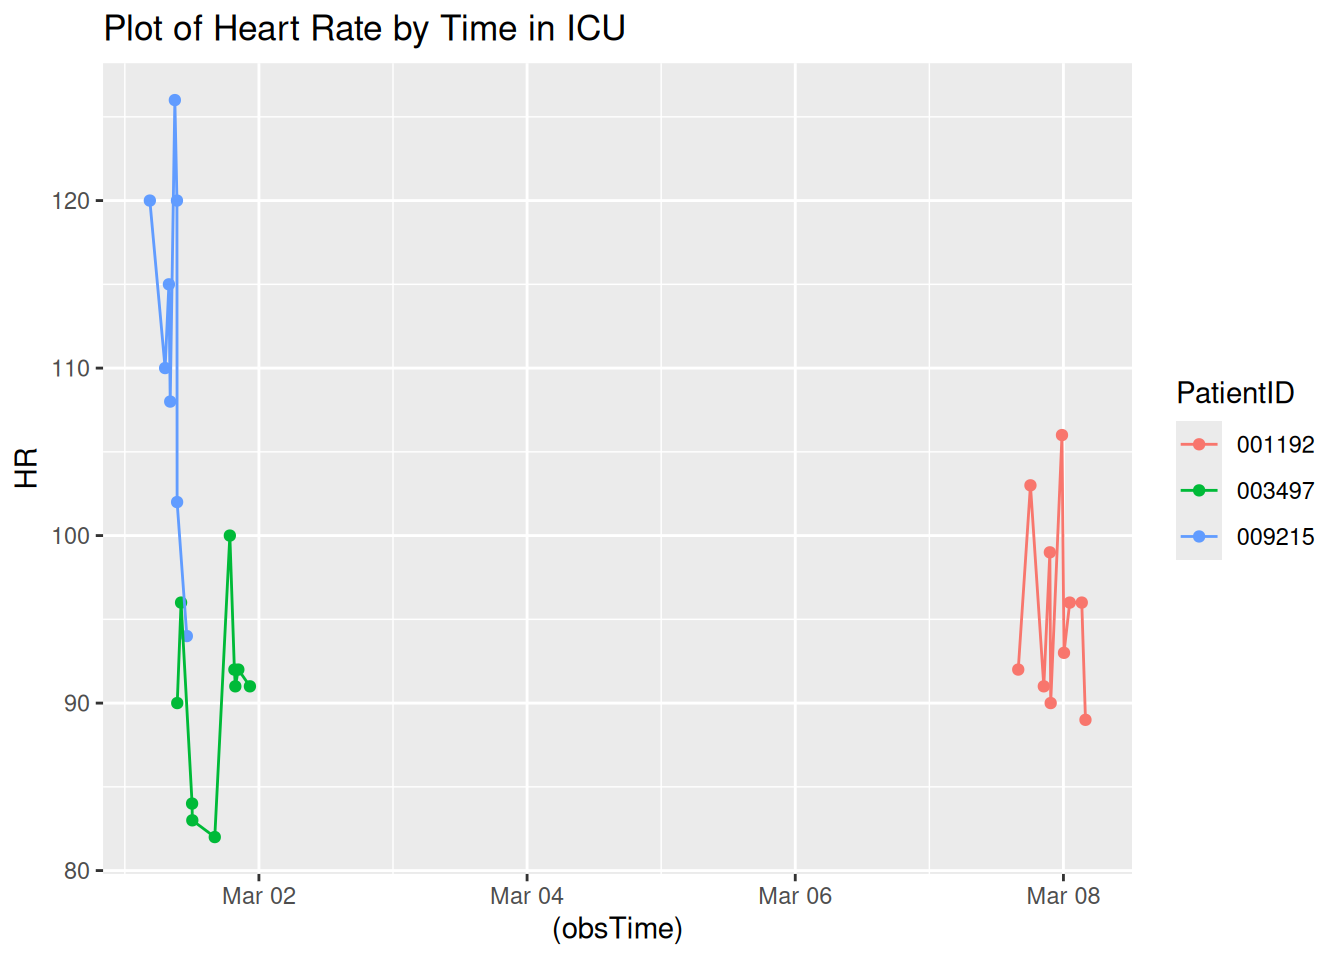 Plot of Heart Rate by Time in ICU
120
110
100
90
80
HR
Mar 02
Mar 04
Mar 06
Mar 08
(obsTime)
PatientID
001192
003497
009215